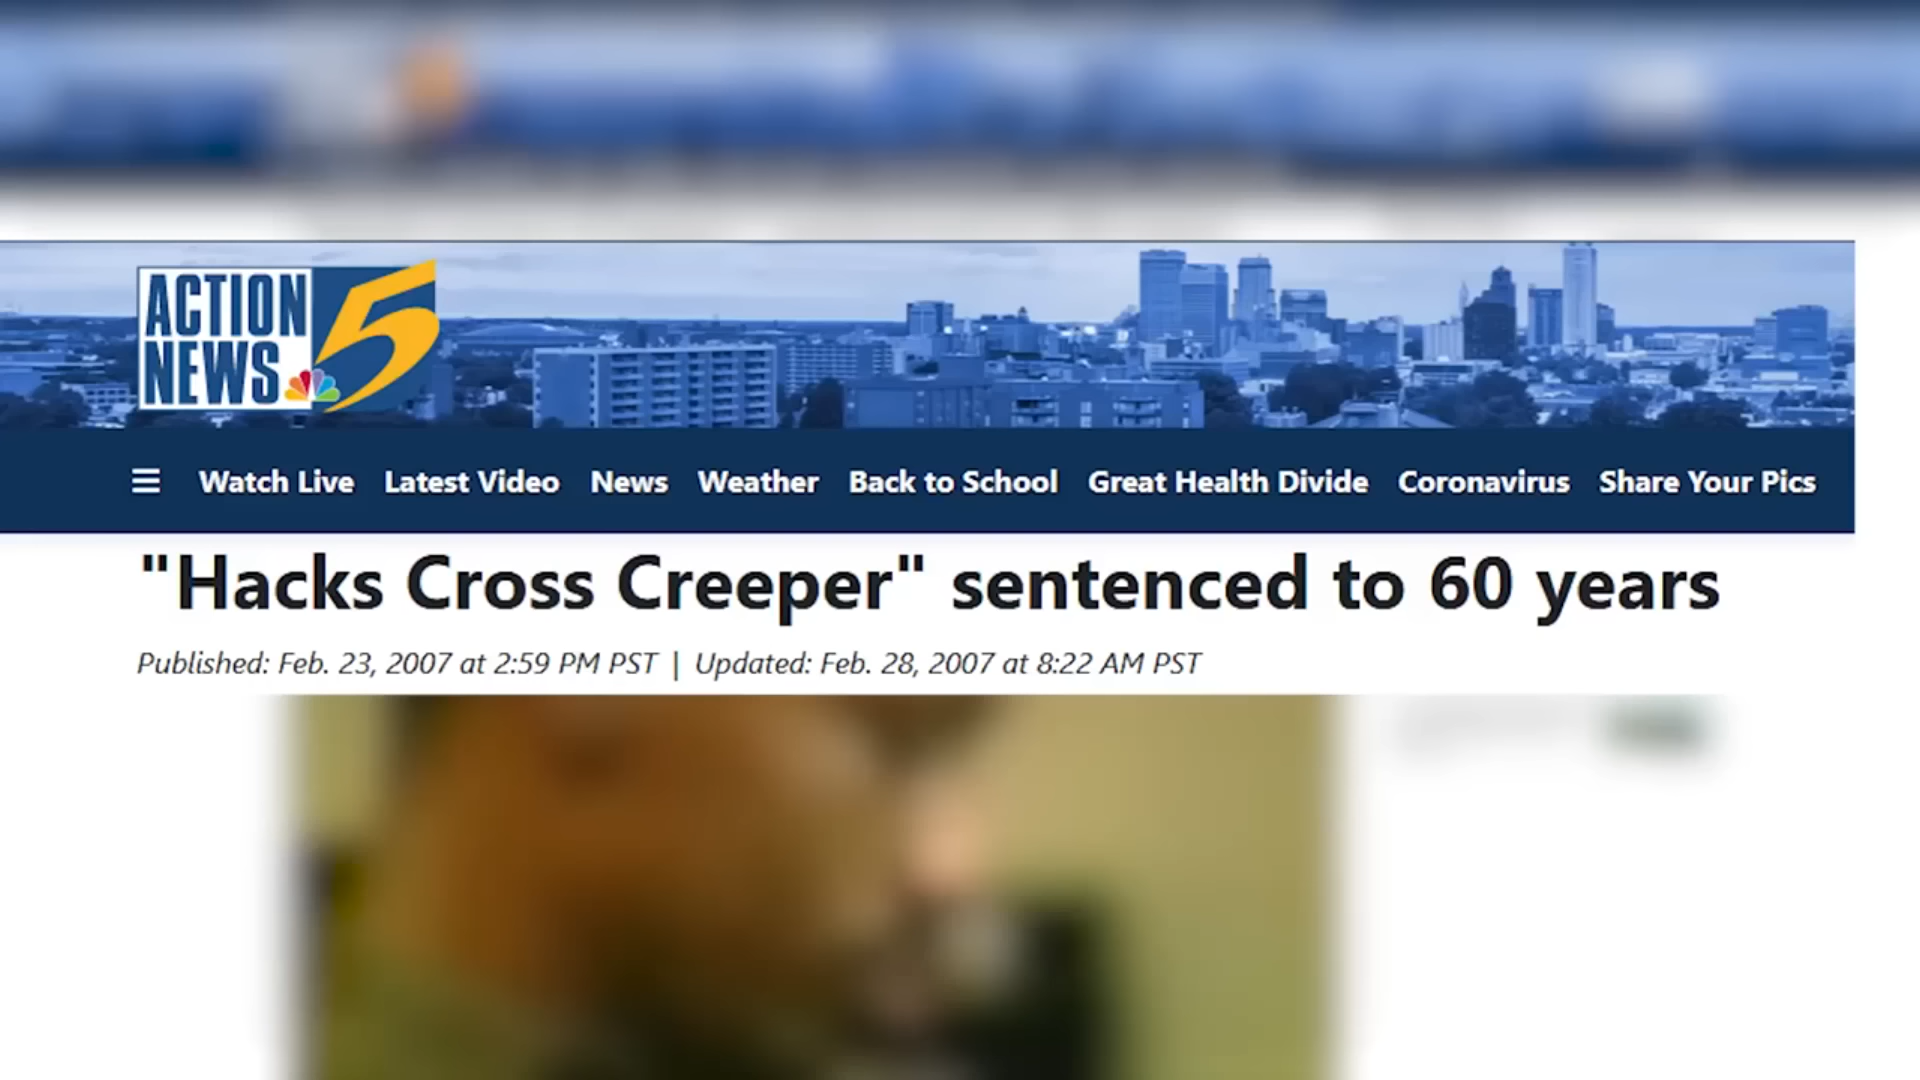 ACTION
NEWS 5
☰ Watch Live Latest Video News Weather Back to School Great Health Divide Coronavirus Share Your Pics
"Hacks Cross Creeper" sentenced to 60 years
Published: Feb. 23, 2007 at 2:59 PM PST | Updated: Feb. 28, 2007 at 8:22 AM PST